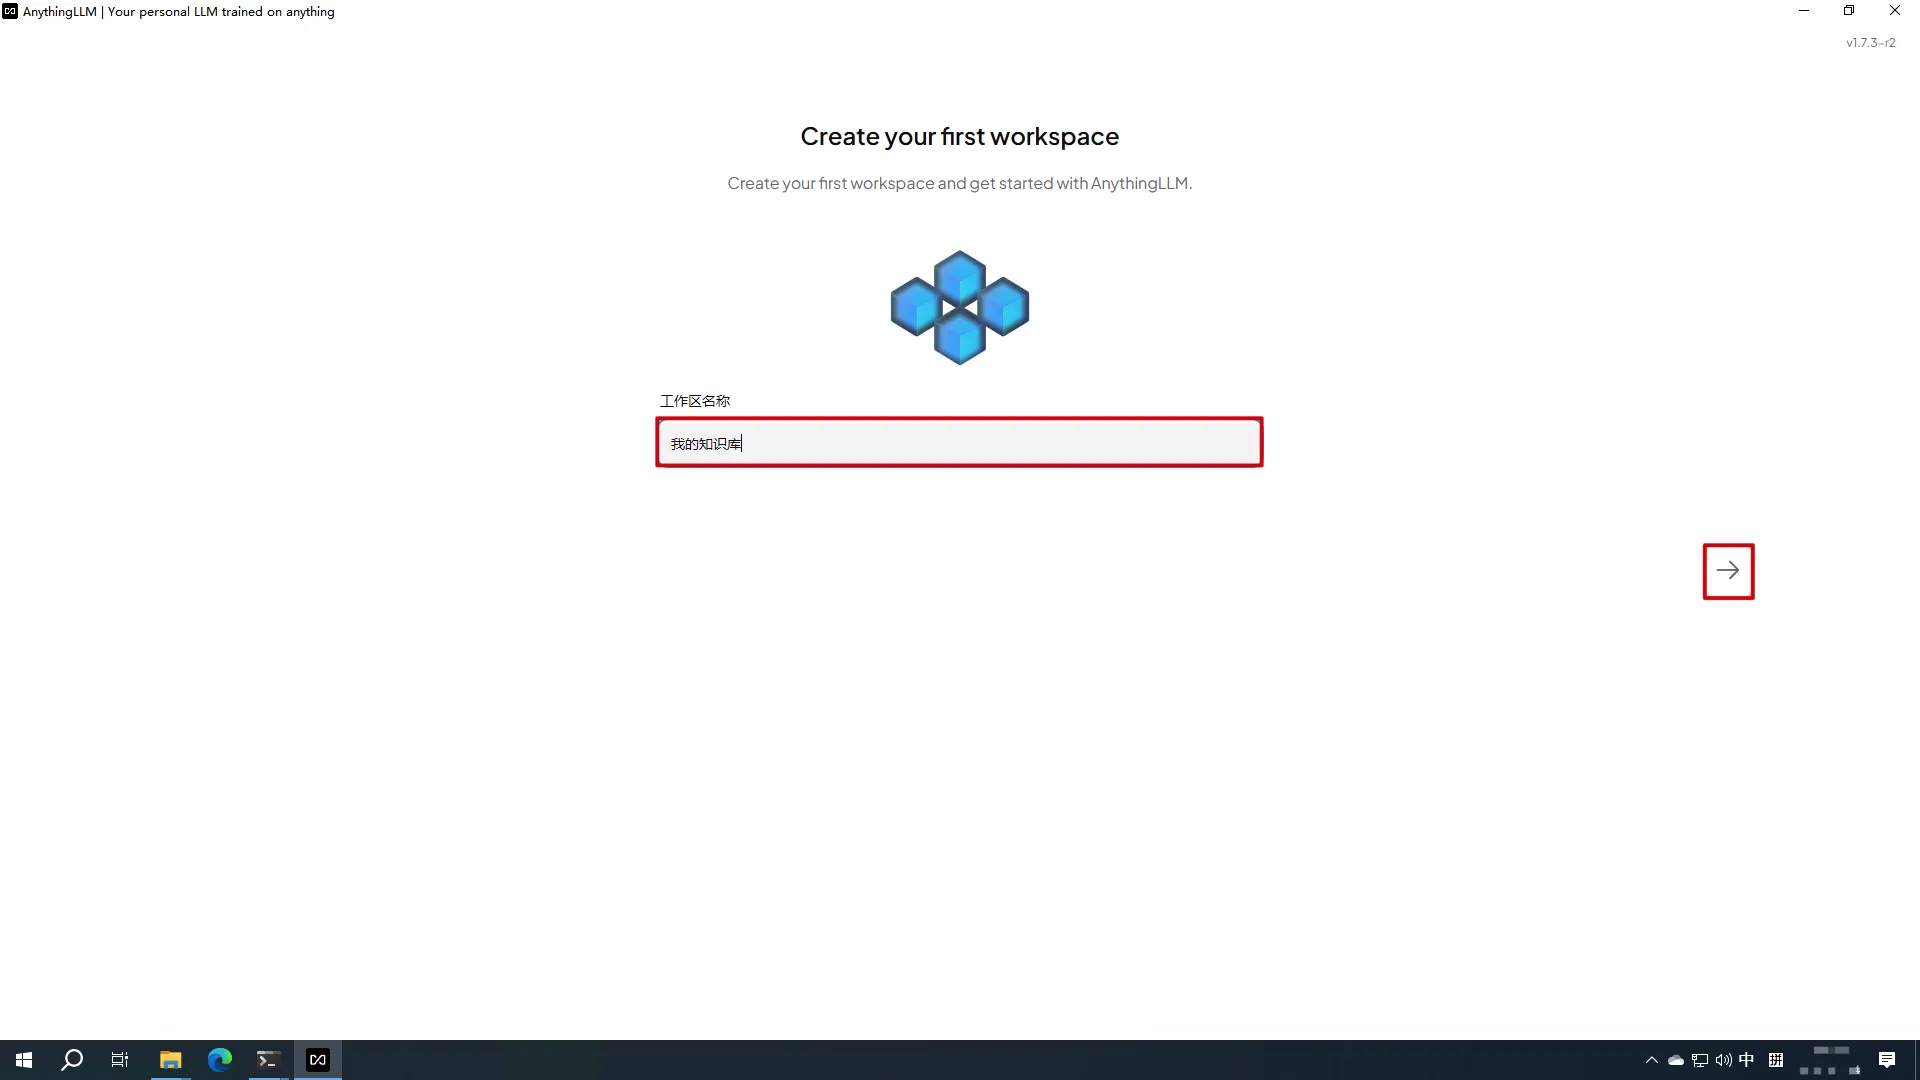 AnythingLLM | Your personal LLM trained on anything
v1.7.3-r2
Create your first workspace
Create your first workspace and get started with AnythingLLM.
工作区名称
我的知识库
中
拼